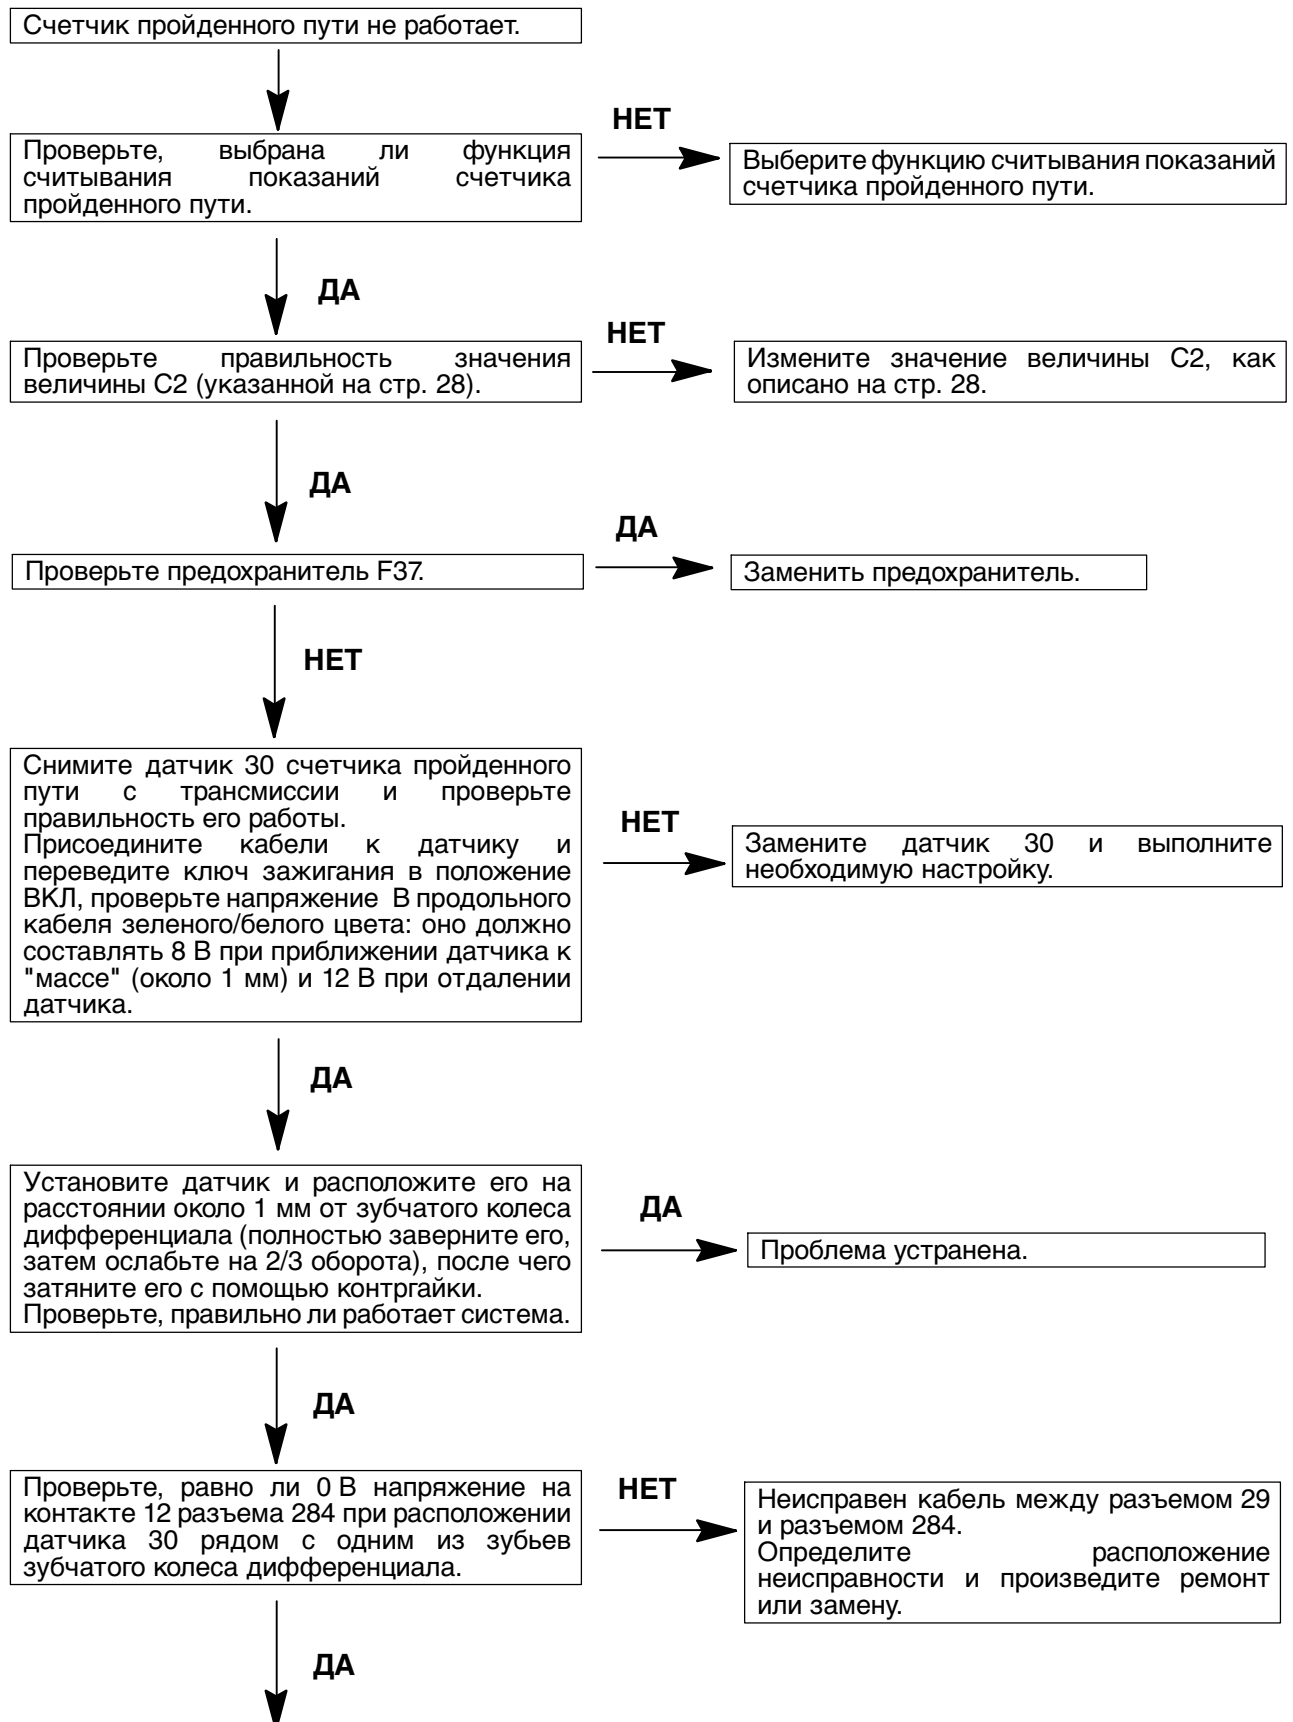 Счетчик пройденного пути не работает.
НЕТ
Проверьте, выбрана ли функция
считывания показаний счетчика
пройденного пути.
Выберите функцию считывания показаний
счетчика пройденного пути.
ДА
НЕТ
Проверьте правильность значения
величины С2 (указанной на стр. 28).
Измените значение величины С2, как
описано на стр. 28.
ДА
ДА
Проверьте предохранитель F37.
Заменить предохранитель.
НЕТ
Снимите датчик 30 счетчика пройденного
пути с трансмиссии и проверьте
правильность его работы.
Присоедините кабели к датчику и
переведите ключ зажигания в положение
ВКЛ, проверьте напряжение В продольного
кабеля зеленого/белого цвета: оно должно
составлять 8 В при приближении датчика к
"массе" (около 1 мм) и 12 В при отдалении
датчика.
НЕТ
Замените датчик 30 и выполните
необходимую настройку.
ДА
Установите датчик и расположите его на
расстоянии около 1 мм от зубчатого колеса
дифференциала (полностью заверните его,
затем ослабьте на 2/3 оборота), после чего
затяните его с помощью контргайки.
Проверьте, правильно ли работает система.
ДА
Проблема устранена.
ДА
Проверьте, равно ли 0 В напряжение на
контакте 12 разъема 284 при расположении
датчика 30 рядом с одним из зубьев
зубчатого колеса дифференциала.
НЕТ
Неисправен кабель между разъемом 29
и разъемом 284.
Определите расположение
неисправности и произведите ремонт
или замену.
ДА